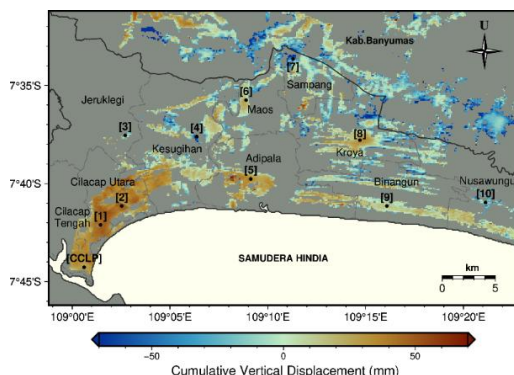 Kab.Banyumas
U
7°35'S
[7]
Sampang
Jeruklegi
[6]
Maos
[3]
[4]
[8]
Kesugihan
Kroya
7°40'S
Cilacap Utara
Adipala
[5]
Binangun
Nusawungu
[10]
Cilacap
Tengah
[2]
[1]
[9]
7°45'S
[CCLP]
SAMUDERA HINDIA
km
0 5
109°00'E 109°05'E 109°10'E 109°15'E 109°20'E
−50 0 50
Cumulative Vertical Displacement (mm)